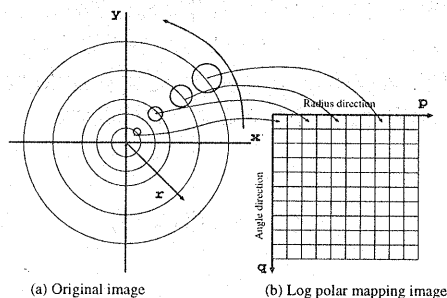 y
x
r
Radius direction
p
Angle direction
q
(a) Original image
(b) Log polar mapping image